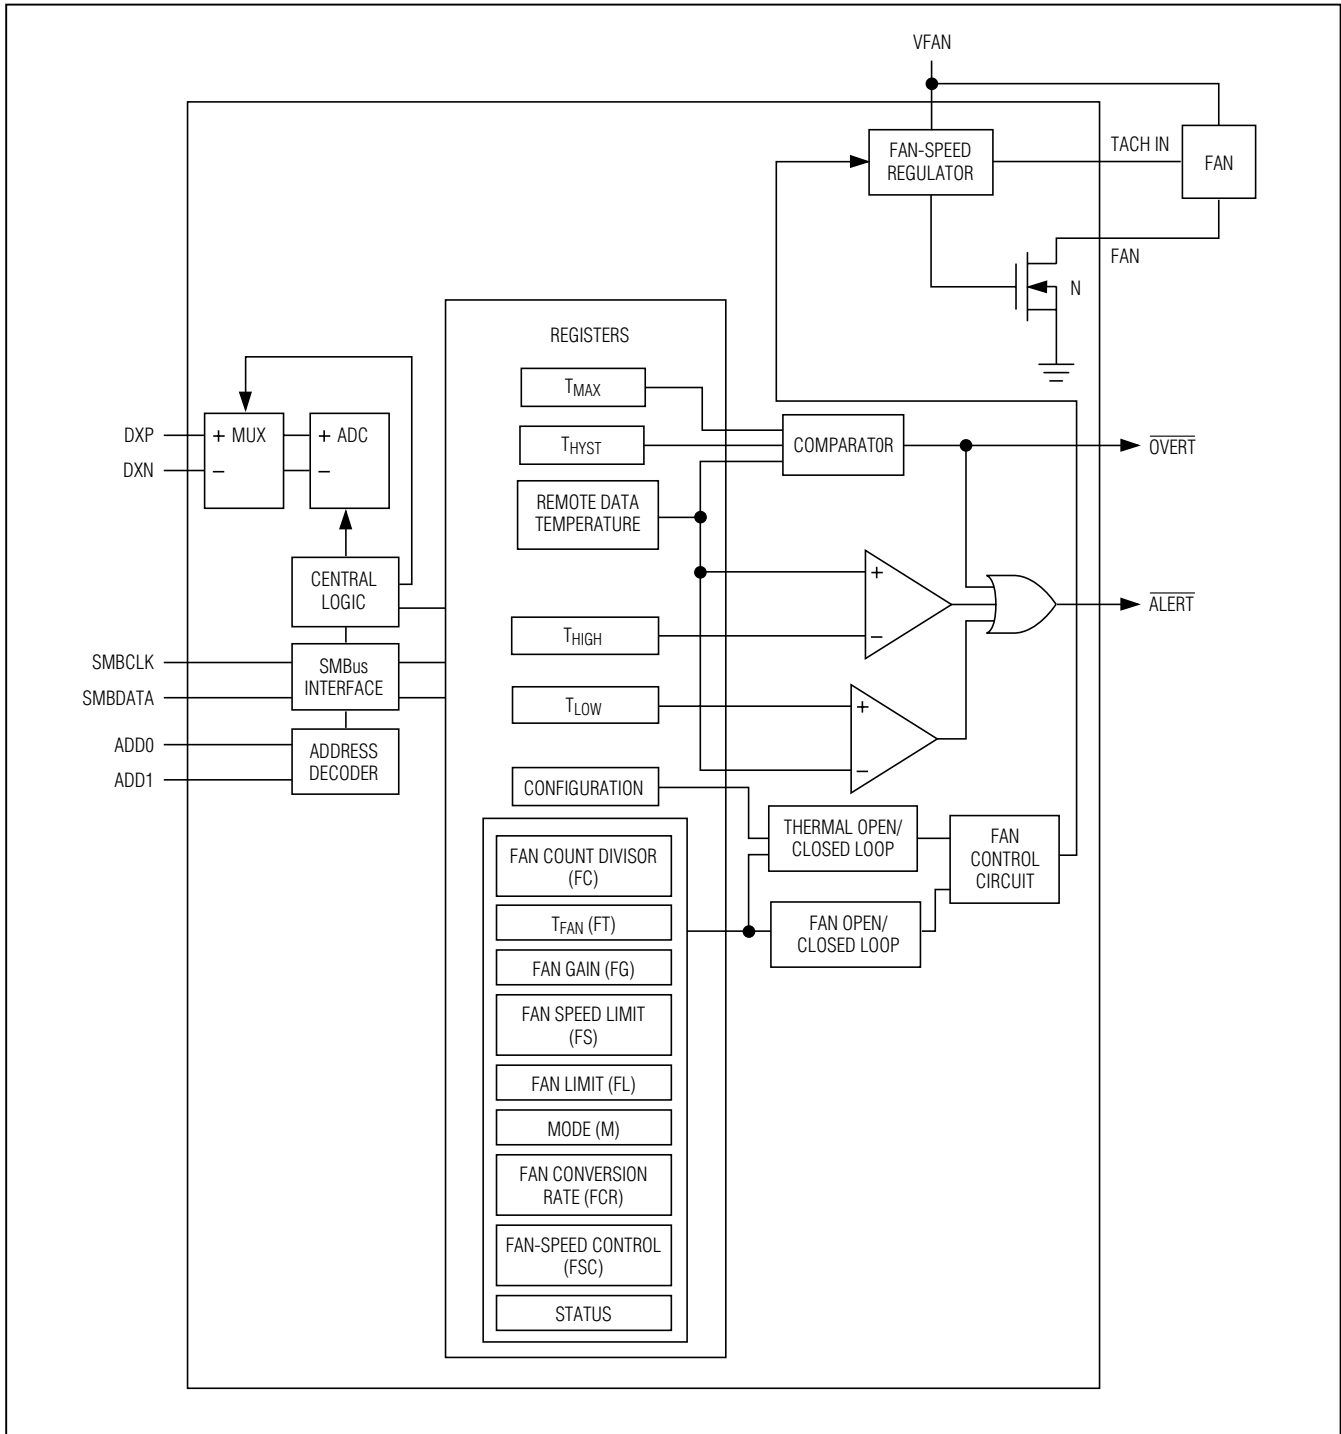 VFAN
FAN-SPEED
REGULATOR
TACH IN
FAN
FAN
N
REGISTERS
TMAX
THYST
REMOTE DATA
TEMPERATURE
COMPARATOR
OVERT
DXP
DXN
+ MUX
−
+ ADC
−
CENTRAL
LOGIC
+
−
ALERT
THIGH
SMBCLK
SMBDATA
SMBus
INTERFACE
TLOW
+
−
ADD0
ADD1
ADDRESS
DECODER
CONFIGURATION
THERMAL OPEN/
CLOSED LOOP
FAN
CONTROL
CIRCUIT
FAN COUNT DIVISOR
(FC)
TFAN (FT)
FAN OPEN/
CLOSED LOOP
FAN GAIN (FG)
FAN SPEED LIMIT
(FS)
FAN LIMIT (FL)
MODE (M)
FAN CONVERSION
RATE (FCR)
FAN-SPEED CONTROL
(FSC)
STATUS